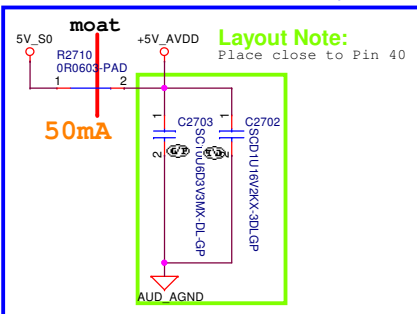 moat
5V_S0
+5V_AVDD
Layout Note:
Place close to Pin 40
R2710
0R0603-PAD
1
2
50mA
1
C2703
SC10U6D3V3MX-DL-GP
2
1
C2702
SCD1U16V2KX-3DLGP
2
AUD_AGND